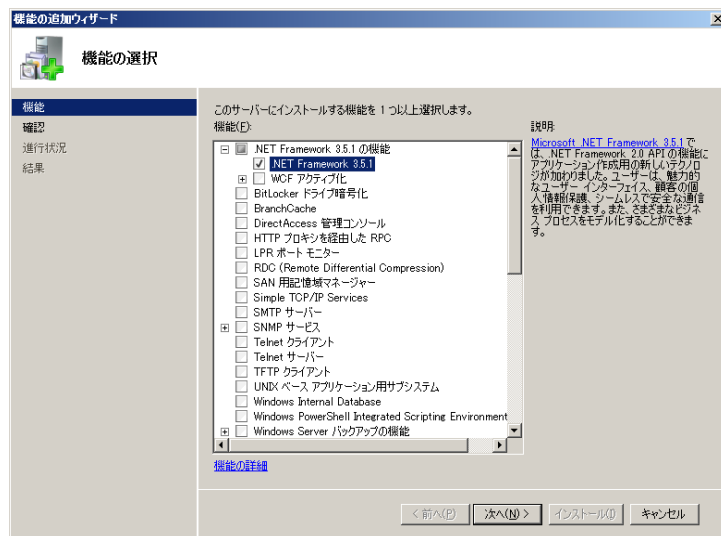 機能の追加ウィザード
機能の選択
機能
確認
進行状況
結果
このサーバーにインストールする機能を 1 つ以上選択します。
機能(F):
.NET Framework 3.5.1 の機能
.NET Framework 3.5.1
WCF アクティブ化
BitLocker ドライブ暗号化
BranchCache
DirectAccess 管理コンソール
HTTP プロキシを経由した RPC
LPR ポート モニター
RDC (Remote Differential Compression)
SAN 用記憶域マネージャー
Simple TCP/IP Services
SMTP サーバー
SNMP サービス
Telnet クライアント
Telnet サーバー
TFTP クライアント
UNIX ベース アプリケーション用サブシステム
Windows Internal Database
Windows PowerShell Integrated Scripting Environment
Windows Server バックアップの機能
機能の詳細
説明:
Microsoft .NET Framework 3.5.1 で
は、.NET Framework 2.0 API の機能に
アプリケーション作成用の新しいテクノロ
ジが加わりました。ユーザーは、魅力的
なユーザー インターフェイス、顧客の個
人情報保護、シームレスで安全な通信
を利用できます。また、さまざまなビジネ
ス プロセスをモデル化することができま
す。
< 前へ(P)
次へ(N) >
インストール(I)
キャンセル